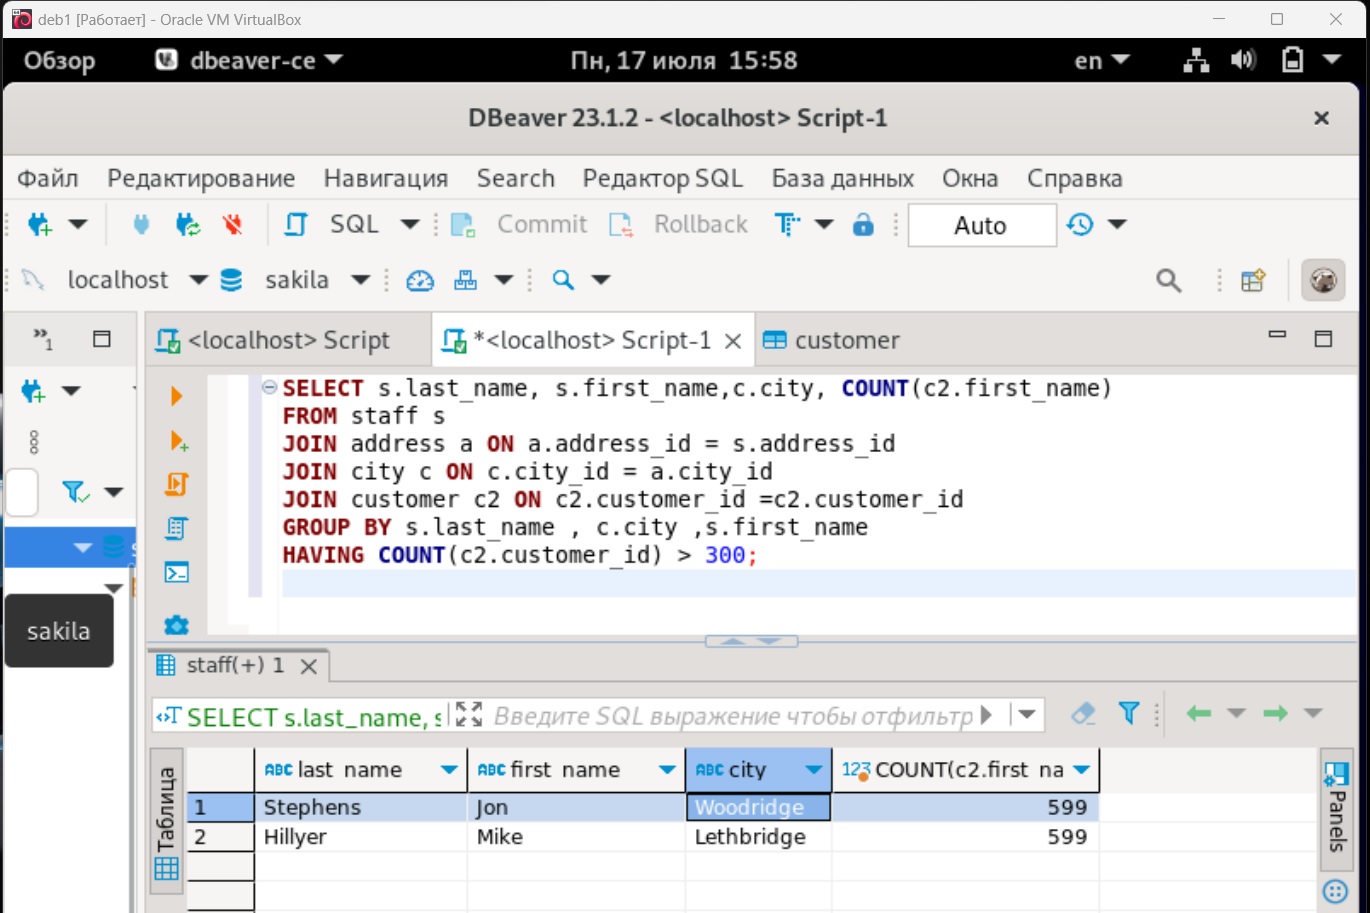 deb1 [Работает] - Oracle VM VirtualBox
Обзор dbeaver-ce Пн, 17 июля 15:58 en
DBeaver 23.1.2 - <localhost> Script-1
Файл Редактирование Навигация Search Редактор SQL База данных Окна Справка
SQL Commit Rollback Auto
localhost sakila
»1 <localhost> Script *<localhost> Script-1 customer
SELECT s.last_name, s.first_name,c.city, COUNT(c2.first_name)
FROM staff s
JOIN address a ON a.address_id = s.address_id
JOIN city c ON c.city_id = a.city_id
JOIN customer c2 ON c2.customer_id =c2.customer_id
GROUP BY s.last_name , c.city ,s.first_name
HAVING COUNT(c2.customer_id) > 300;
sakila
staff(+) 1
SELECT s.last_name, s Введите SQL выражение чтобы отфильтр
Таблица
ABC last_name ABC first_name ABC city 123 COUNT(c2.first_na
1 Stephens Jon Woodridge 599
2 Hillyer Mike Lethbridge 599
Panels